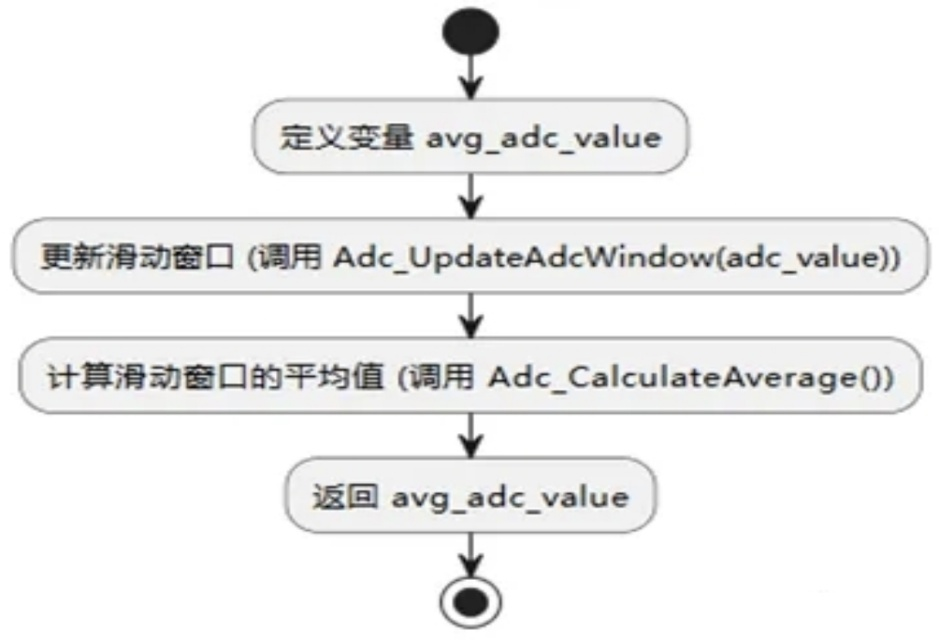 定义变量 avg_adc_value
更新滑动窗口 (调用 Adc_UpdateAdcWindow(adc_value))
计算滑动窗口的平均值 (调用 Adc_CalculateAverage())
返回 avg_adc_value